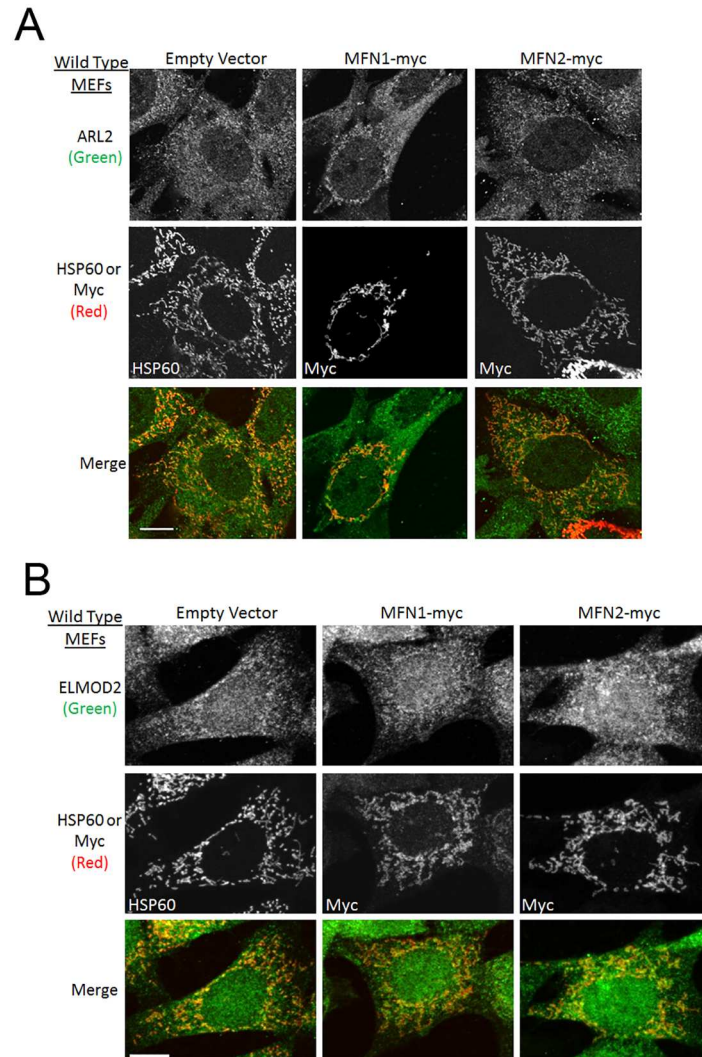 A
Wild Type
MEFs
Empty Vector
MFN1-myc
MFN2-myc
ARL2
(Green)
HSP60 or
Myc
(Red)
HSP60
Myc
Myc
Merge
B
Wild Type
MEFs
Empty Vector
MFN1-myc
MFN2-myc
ELMOD2
(Green)
HSP60 or
Myc
(Red)
HSP60
Myc
Myc
Merge